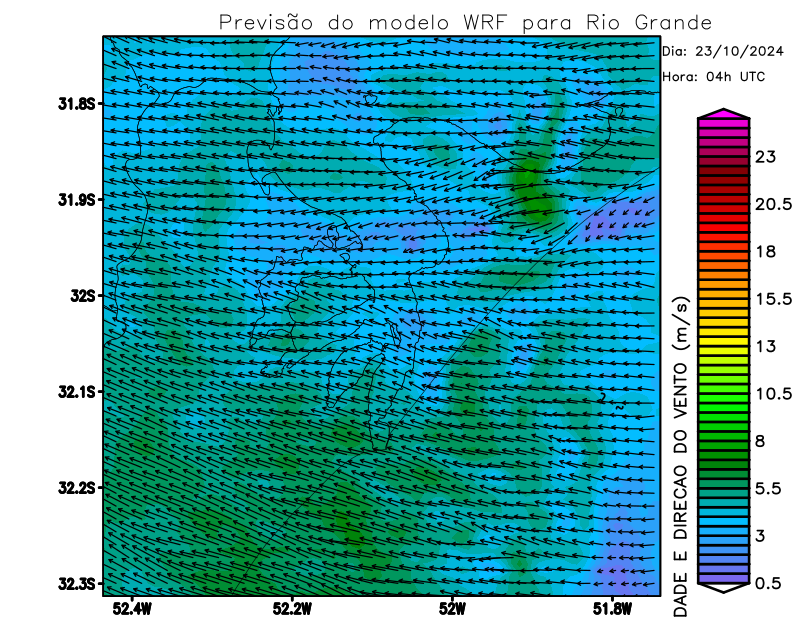 Previsão do modelo WRF para Rio Grande
Dia: 23/10/2024
Hora: 04h UTC
31.8S
31.9S
32S
32.1S
32.2S
32.3S
52.4W
52.2W
52W
51.8W
23
20.5
18
15.5
13
10.5
8
5.5
3
0.5
DADE E DIRECAO DO VENTO (m/s)